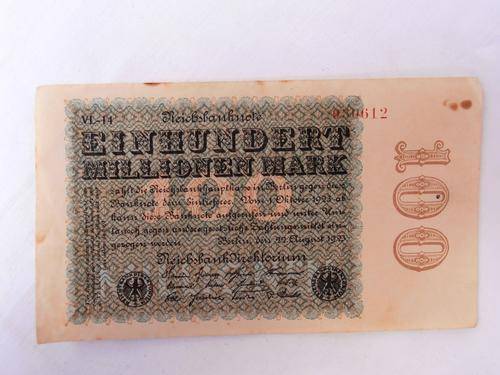 VL-14 Reichsbanknote 030612
EINHUNDERT
MILLIONEN MARK
zahlt die Reichsbankhauptkasse in Berlin gegen diese
Banknote dem Einlieferer. Vom 1. Oktober 1923 ab
kann diese Banknote aufgerufen und unter Um-
tausch gegen andere gesetzliche Zahlungsmittel ein-
gezogen werden Berlin, den 22. August 1923
Reichsbankdirektorium
100